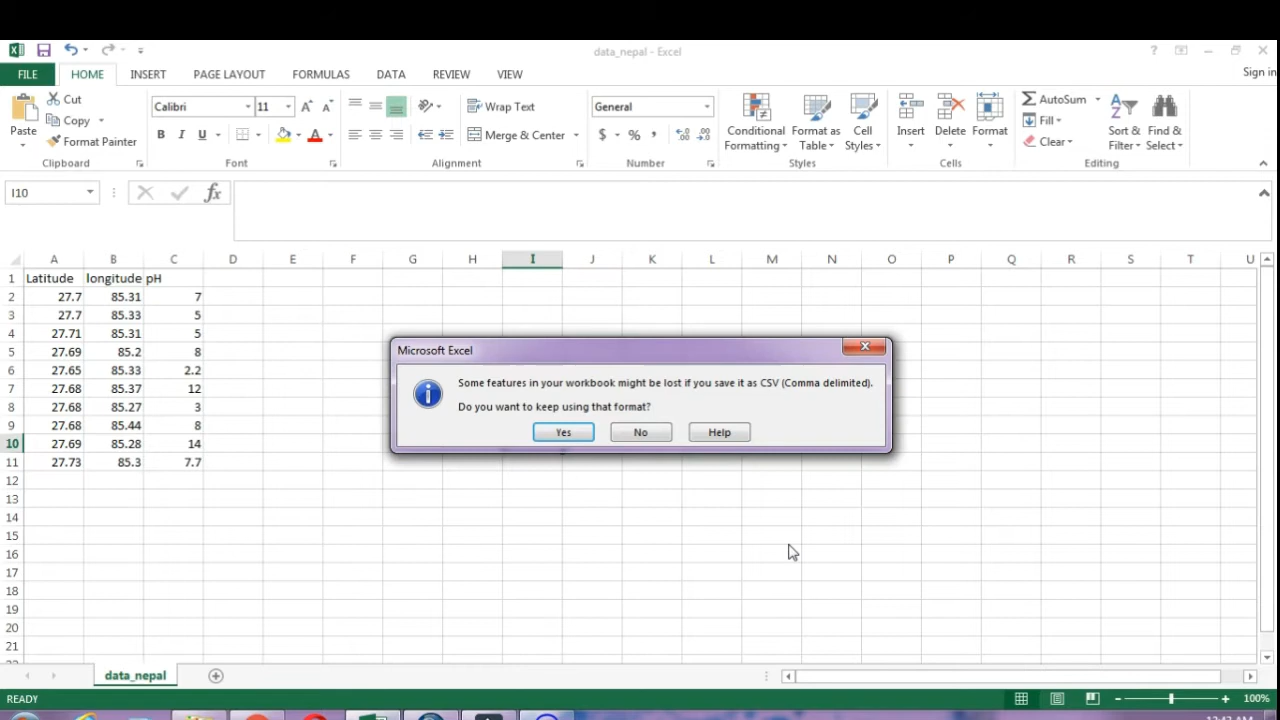 data_nepal - Excel
?
Sign in
FILE HOME INSERT PAGE LAYOUT FORMULAS DATA REVIEW VIEW
Cut
Copy
Format Painter
Paste
Clipboard
Calibri 11
B I U
Font
Wrap Text
Merge & Center
Alignment
General
$ % ,
Number
Conditional Formatting
Format as Table
Cell Styles
Styles
Insert Delete Format
Cells
AutoSum
Fill
Clear
Sort & Filter
Find & Select
Editing
I10
fx
A B C D E F G H I J K L M N O P Q R S T U
1 Latitude longitude pH
2 27.7 85.31 7
3 27.7 85.33 5
4 27.71 85.31 5
5 27.69 85.2 8
6 27.65 85.33 2.2
7 27.68 85.37 12
8 27.68 85.27 3
9 27.68 85.44 8
10 27.69 85.28 14
11 27.73 85.3 7.7
12
13
14
15
16
17
18
19
20
21
Microsoft Excel
Some features in your workbook might be lost if you save it as CSV (Comma delimited).
Do you want to keep using that format?
Yes No Help
data_nepal
READY
100%